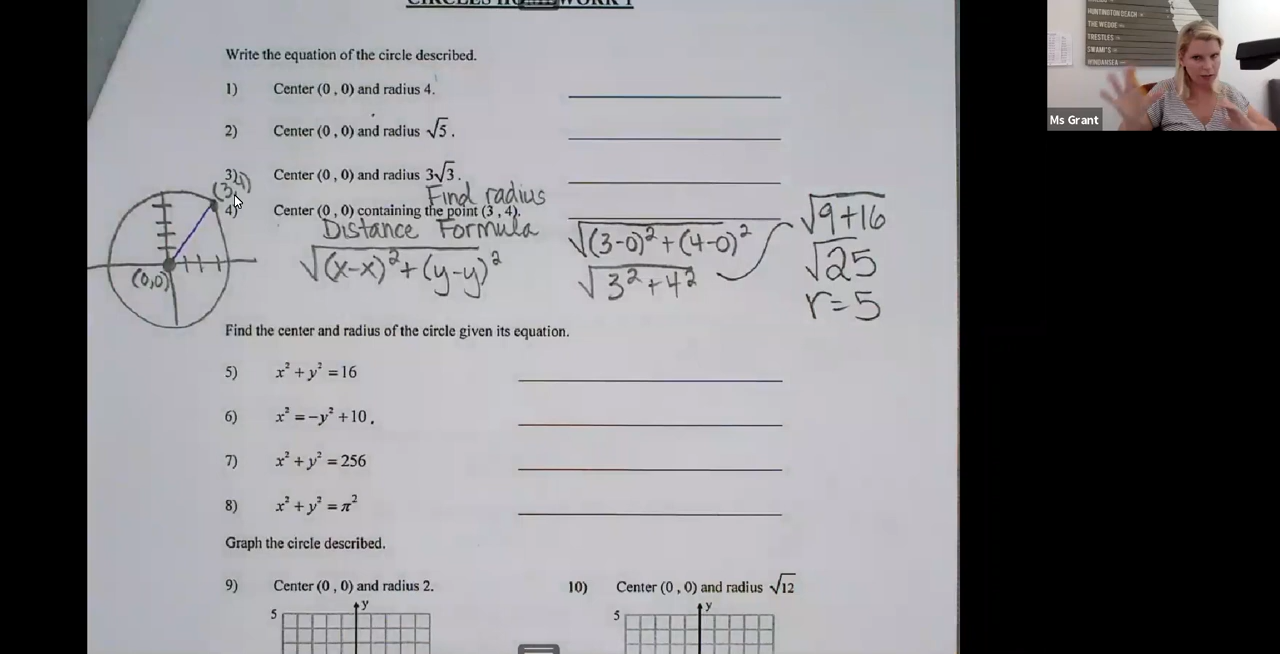 CIRCLES HOMEWORK 1
HUNTINGTON BEACH
THE WEDGE
TRESTLES
SWAMI'S
WINDANSEA
Ms Grant
Write the equation of the circle described.
1) Center (0 , 0) and radius 4.
2) Center (0 , 0) and radius √5 .
3) Center (0 , 0) and radius 3√3 .
(3,4)
Find radius
4) Center (0 , 0) containing the point (3 , 4).
Distance Formula
√(x-x)²+(y-y)²
√(3-0)²+(4-0)²
√3²+4²
√9+16
√25
r=5
(0,0)
Find the center and radius of the circle given its equation.
5) x² + y² = 16
6) x² = −y² + 10 .
7) x² + y² = 256
8) x² + y² = π²
Graph the circle described.
9) Center (0 , 0) and radius 2.
10) Center (0 , 0) and radius √12
5 y
5 y